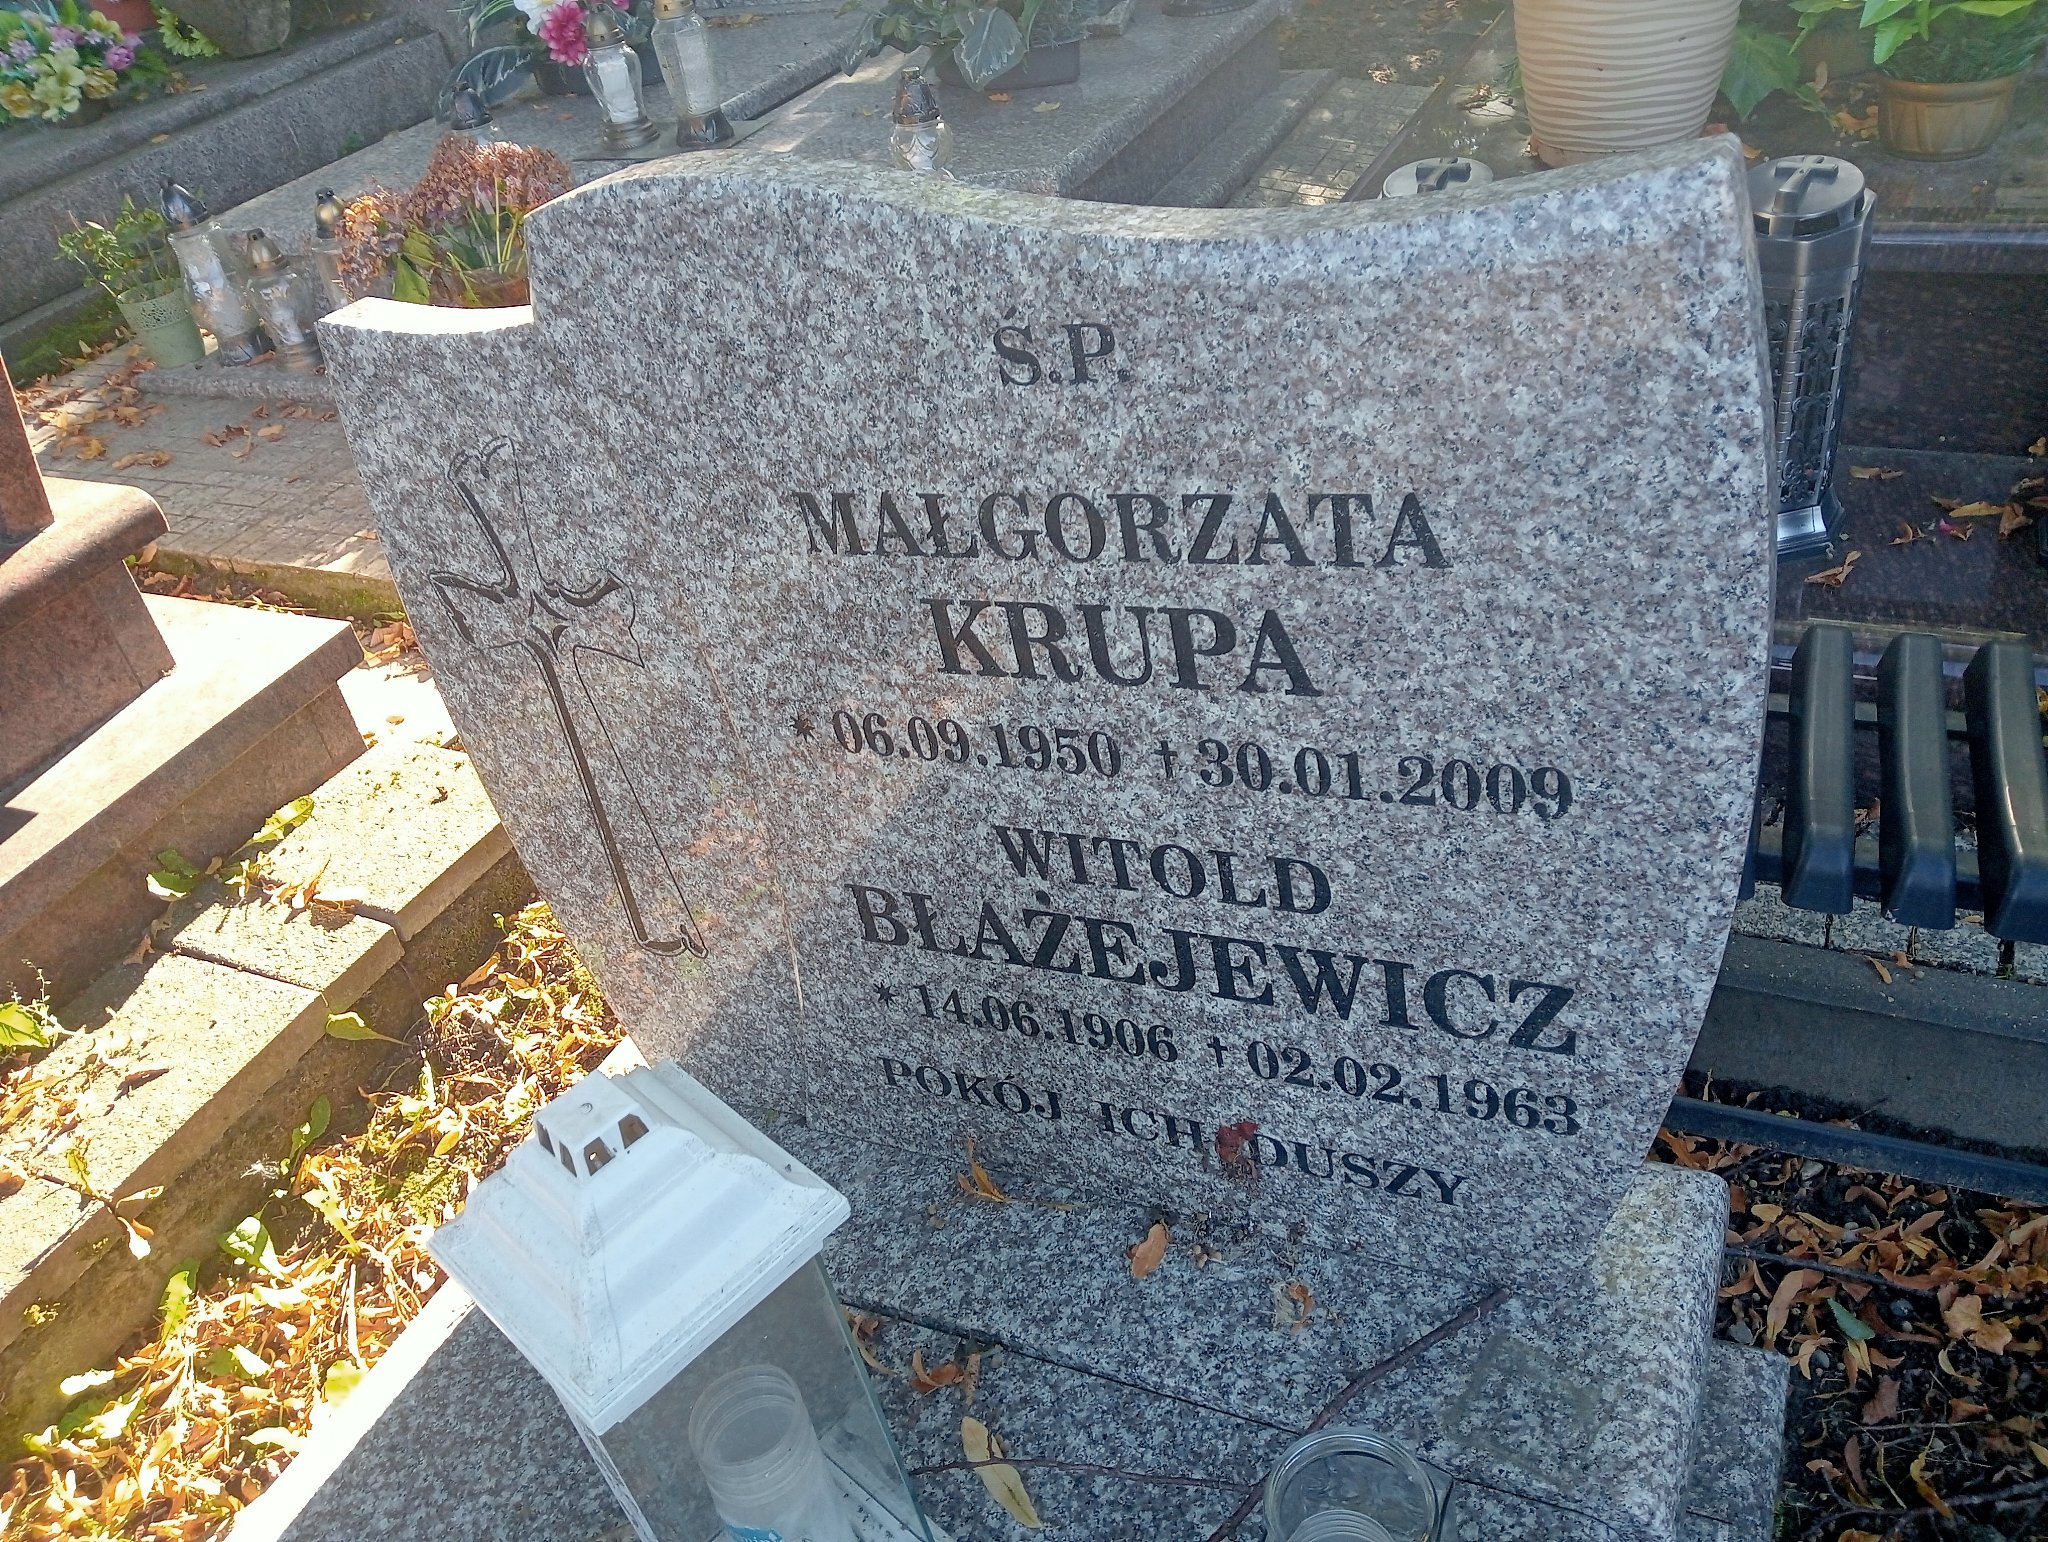 Ś.P.
MAŁGORZATA
KRUPA
* 06.09.1950 † 30.01.2009
WITOLD
BŁAŻEJEWICZ
* 14.06.1906 † 02.02.1963
POKÓJ ICH DUSZY